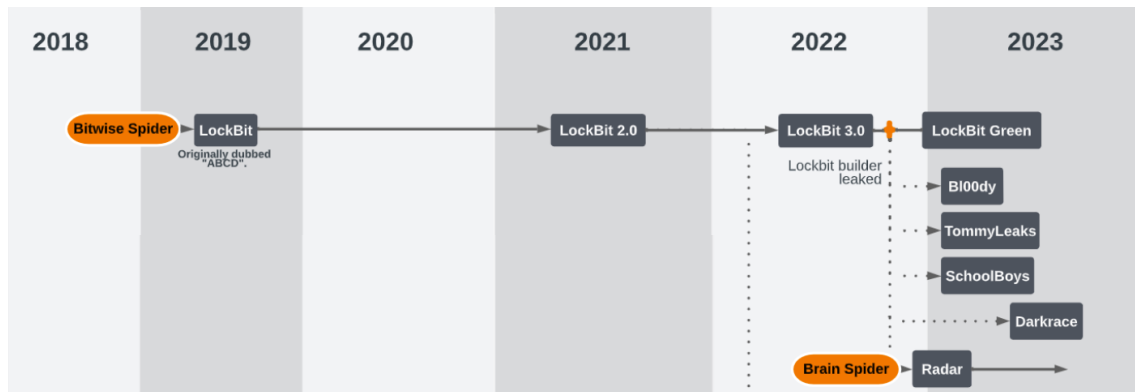 2018 2019 2020 2021 2022 2023
Bitwise Spider LockBit LockBit 2.0 LockBit 3.0 LockBit Green
Originally dubbed
"ABCD".
Lockbit builder
leaked
Bl00dy
TommyLeaks
SchoolBoys
Darkrace
Brain Spider Radar